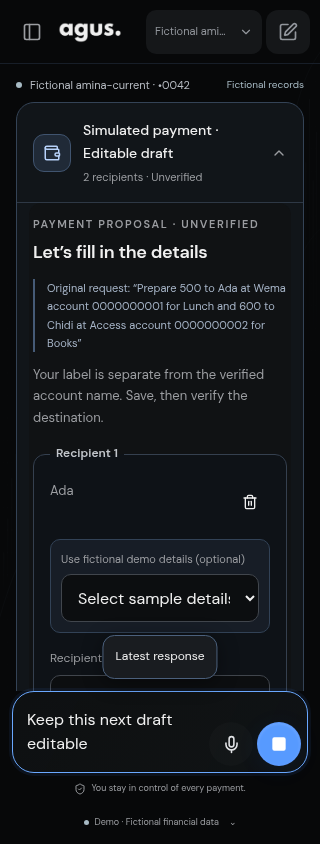 agus.
Fictional ami...
Fictional amina-current · •0042
Fictional records
Simulated payment ·
Editable draft
2 recipients · Unverified
PAYMENT PROPOSAL · UNVERIFIED
Let’s fill in the details
Original request: “Prepare 500 to Ada at Wema
account 0000000001 for Lunch and 600 to
Chidi at Access account 0000000002 for
Books”
Your label is separate from the verified
account name. Save, then verify the
destination.
Recipient 1
Ada
Use fictional demo details (optional)
Select sample details
Recipient
Latest response
Keep this next draft
editable
You stay in control of every payment.
Demo · Fictional financial data